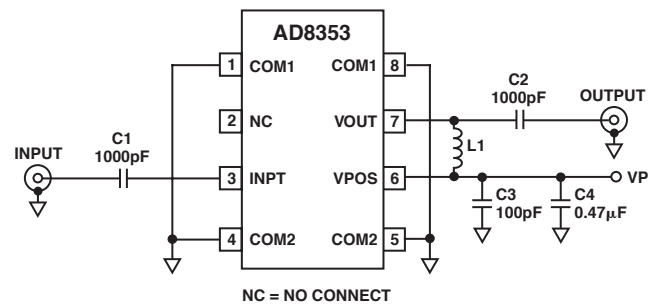 AD8353
1 COM1 COM1 8
C2
1000pF
OUTPUT
2 NC VOUT 7
C1
1000pF
L1
INPUT
3 INPT VPOS 6
VP
C3
100pF
C4
0.47μF
4 COM2 COM2 5
NC = NO CONNECT